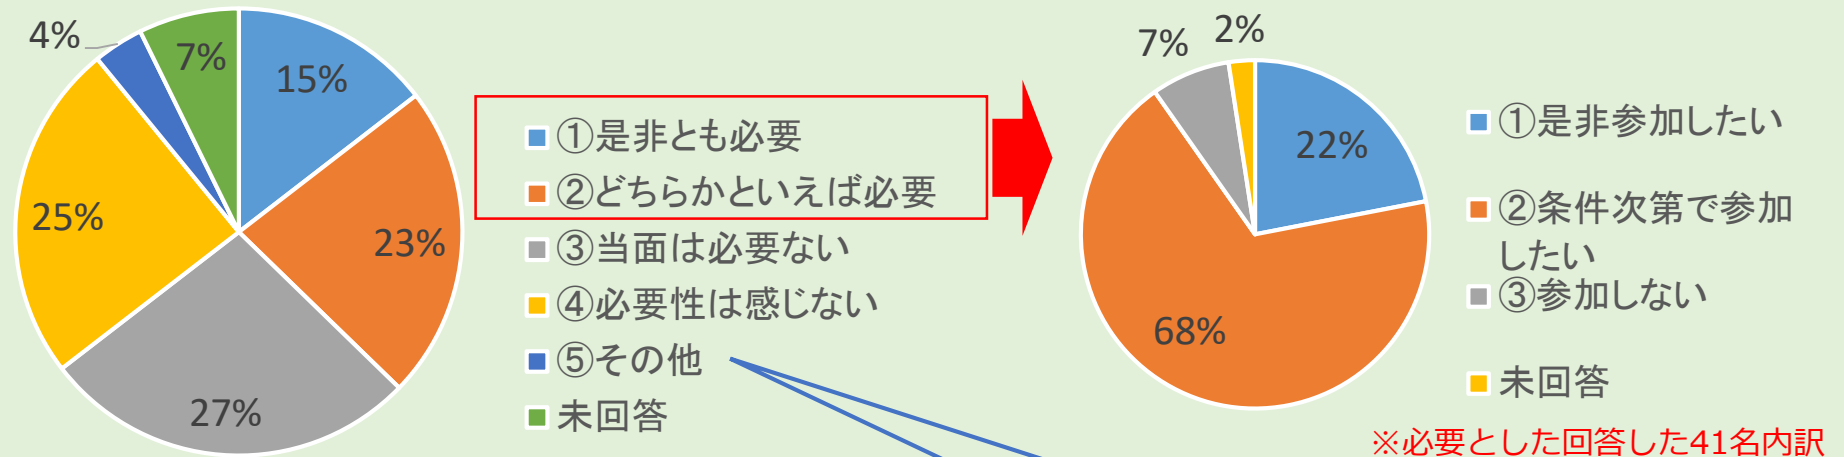 4%
7%
15%
25%
23%
27%
①是非とも必要
②どちらかといえば必要
③当面は必要ない
④必要性は感じない
⑤その他
未回答
7%
2%
22%
68%
①是非参加したい
②条件次第で参加
したい
③参加しない
未回答
※必要とした回答した41名内訳